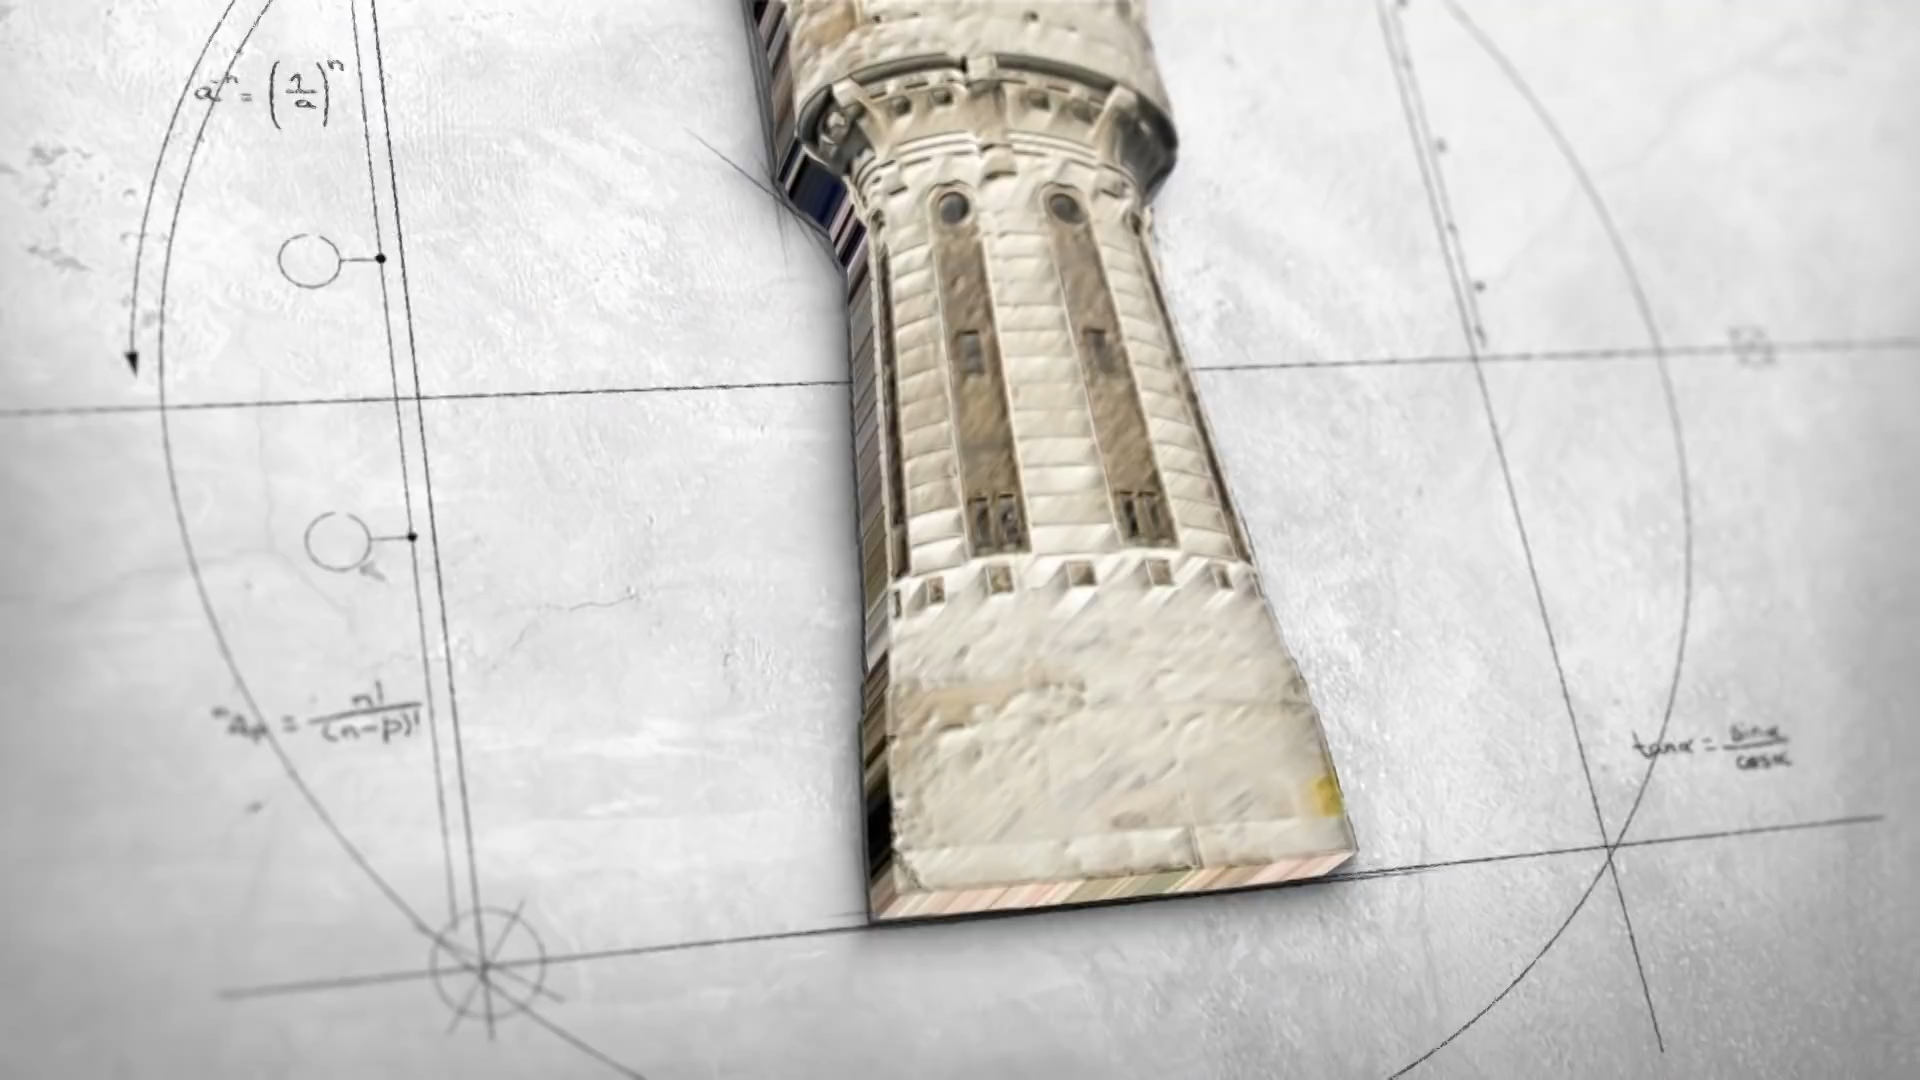 a⁻ⁿ = (1/a)ⁿ
ⁿAₚ = n!/(n-p)!
tanα = sinα/cosα